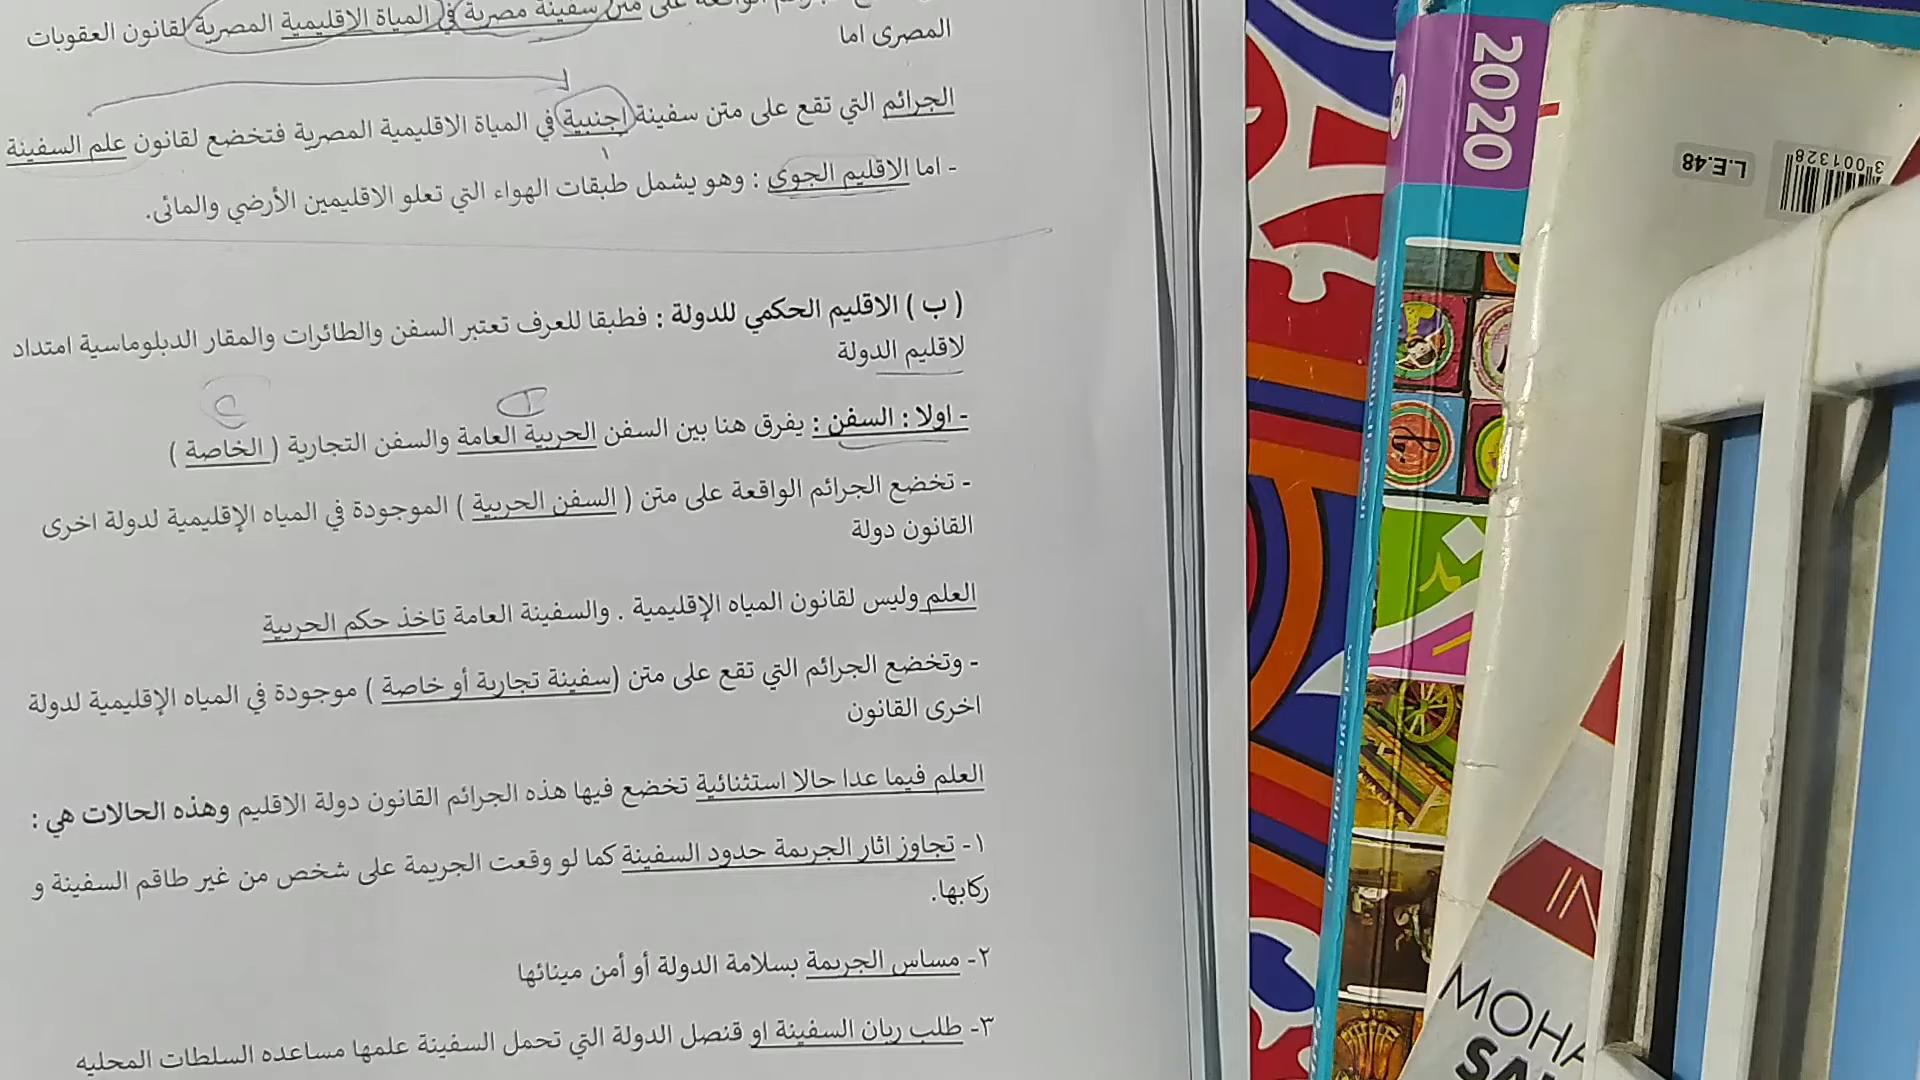 الواقعة على متن سفينة مصرية في المياة الاقليمية المصرية لقانون العقوبات
المصرى اما
الجرائم التي تقع على متن سفينة اجنبية في المياة الاقليمية المصرية فتخضع لقانون علم السفينة
- اما الاقليم الجوي : وهو يشمل طبقات الهواء التي تعلو الاقليمين الأرضي والمائى.
( ب ) الاقليم الحكمي للدولة : فطبقا للعرف تعتبر السفن والطائرات والمقار الدبلوماسية امتداد
لاقليم الدولة
- اولا : السفن : يفرق هنا بين السفن الحربية العامة والسفن التجارية ( الخاصة )
- تخضع الجرائم الواقعة على متن ( السفن الحربية ) الموجودة في المياه الإقليمية لدولة اخرى
القانون دولة
العلم وليس لقانون المياه الإقليمية . والسفينة العامة تاخذ حكم الحربية
- وتخضع الجرائم التي تقع على متن (سفينة تجارية أو خاصة ) موجودة في المياه الإقليمية لدولة
اخرى القانون
العلم فيما عدا حالا استثنائية تخضع فيها هذه الجرائم القانون دولة الاقليم وهذه الحالات هي :
١- تجاوز اثار الجريمة حدود السفينة كما لو وقعت الجريمة على شخص من غير طاقم السفينة و
ركابها.
٢- مساس الجريمة بسلامة الدولة أو أمن مينائها
٣- طلب ربان السفينة او قنصل الدولة التي تحمل السفينة علمها مساعده السلطات المحليه
2020
L.E.48
3 001328
MOHA